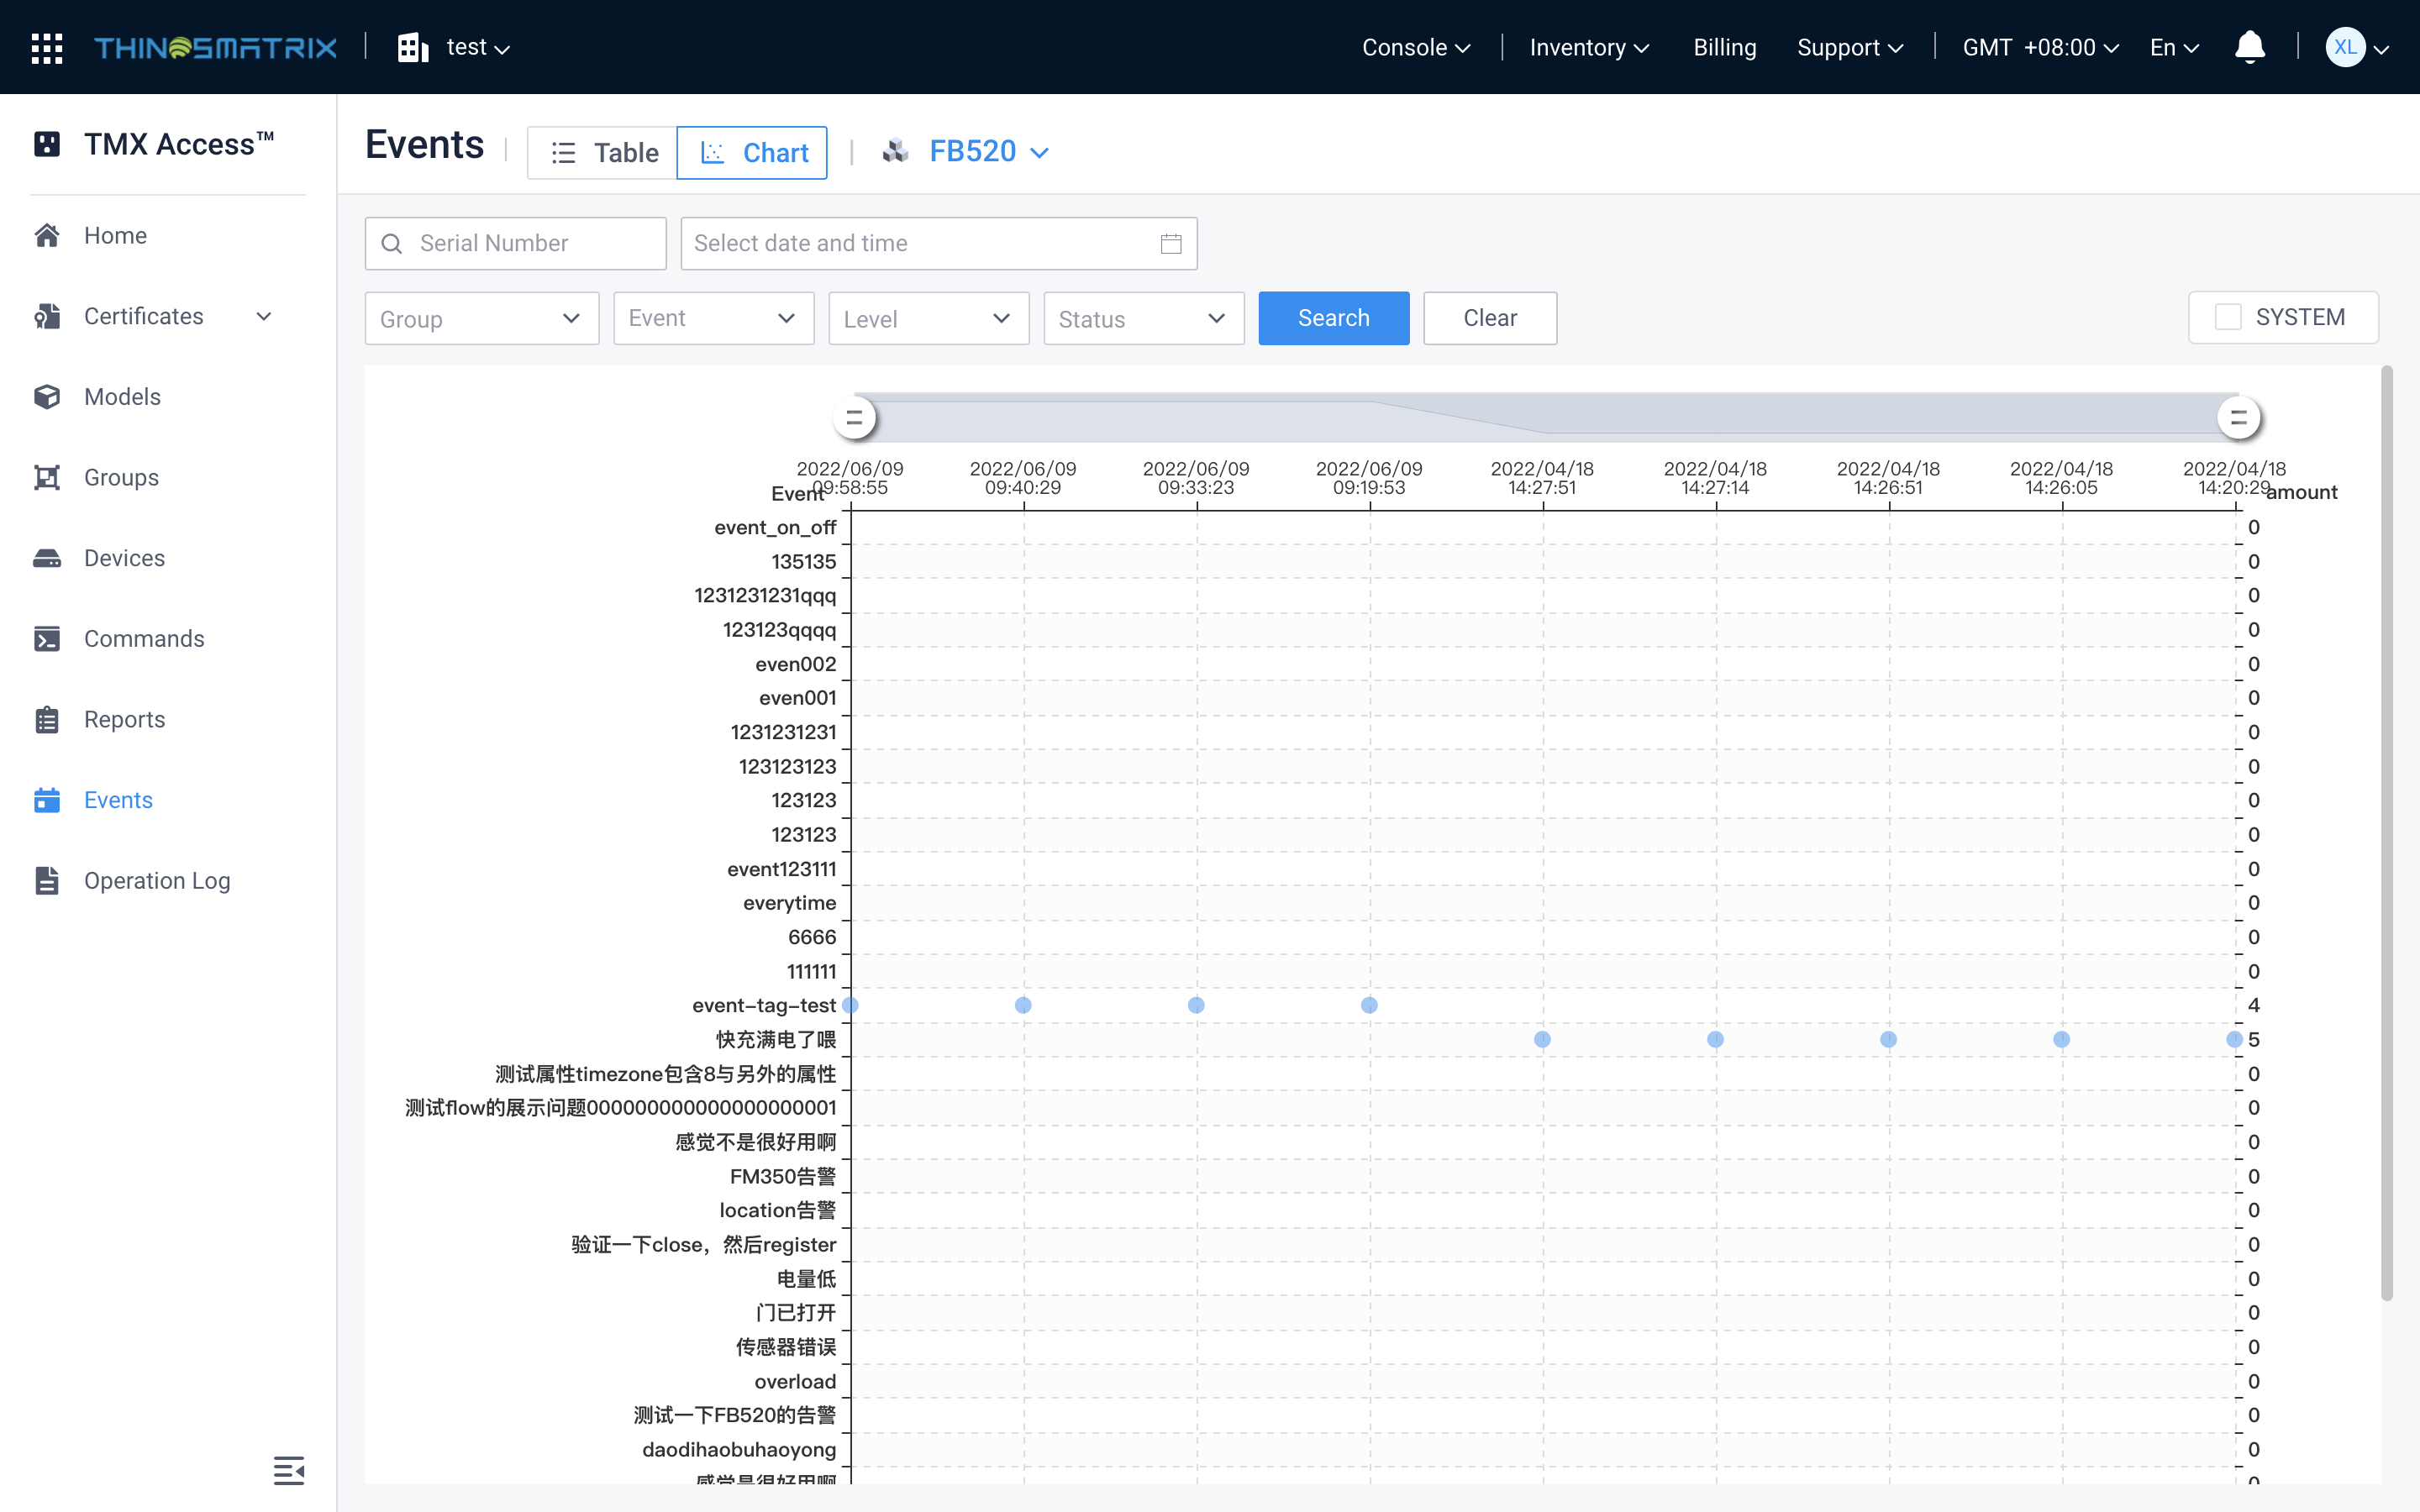 THINGSMATRIX
test
Console
Inventory
Billing
Support
GMT +08:00
En
XL
TMX Access™
Home
Certificates
Models
Groups
Devices
Commands
Reports
Events
Operation Log
Events
Table
Chart
FB520
Serial Number
Select date and time
Group
Event
Level
Status
Search
Clear
SYSTEM
2022/06/09 09:58:55
2022/06/09 09:40:29
2022/06/09 09:33:23
2022/06/09 09:19:53
2022/04/18 14:27:51
2022/04/18 14:27:14
2022/04/18 14:26:51
2022/04/18 14:26:05
2022/04/18 14:20:29
Event amount
event_on_off 0
135135 0
1231231231qqq 0
123123qqqq 0
even002 0
even001 0
1231231231 0
123123123 0
123123 0
123123 0
event123111 0
everytime 0
6666 0
111111 0
event-tag-test 4
快充满电了喂 5
测试属性timezone包含8与另外的属性 0
测试flow的展示问题0000000000000000000001 0
感觉不是很好用啊 0
FM350告警 0
location告警 0
验证一下close，然后register 0
电量低 0
门已打开 0
传感器错误 0
overload 0
测试一下FB520的告警 0
daodihaobuhaoyong 0
感觉是很好用啊 0